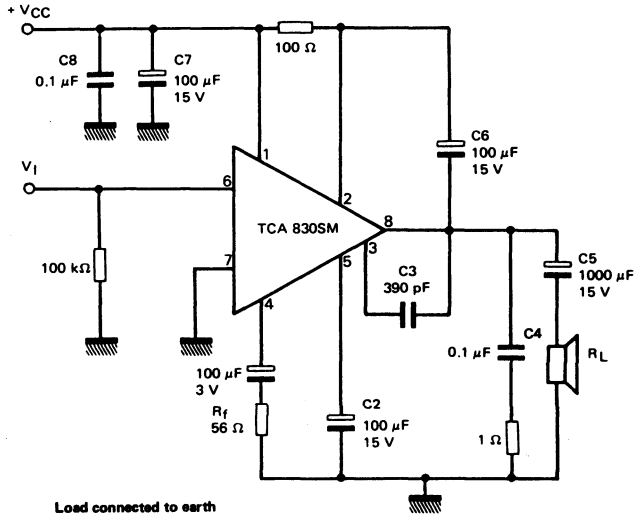 + VCC
C8
0.1 µF
C7
100 µF
15 V
100 Ω
C6
100 µF
15 V
VI
1
6
2
TCA 830SM
8
3
7
5
4
100 kΩ
C3
390 pF
C5
1000 µF
15 V
C4
0.1 µF
RL
100 µF
3 V
Rf
56 Ω
C2
100 µF
15 V
1 Ω
Load connected to earth